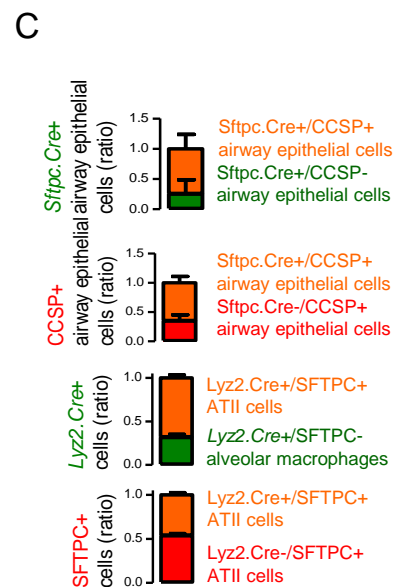 C
Sftpc.Cre+
airway epithelial
cells (ratio)
1.5
1.0
0.5
0.0
Sftpc.Cre+/CCSP+
airway epithelial cells
Sftpc.Cre+/CCSP-
airway epithelial cells
CCSP+
airway epithelial
cells (ratio)
1.5
1.0
0.5
0.0
Sftpc.Cre+/CCSP+
airway epithelial cells
Sftpc.Cre-/CCSP+
airway epithelial cells
Lyz2.Cre+
cells (ratio)
1.0
0.5
0.0
Lyz2.Cre+/SFTPC+
ATII cells
Lyz2.Cre+/SFTPC-
alveolar macrophages
SFTPC+
cells (ratio)
1.0
0.5
0.0
Lyz2.Cre+/SFTPC+
ATII cells
Lyz2.Cre-/SFTPC+
ATII cells